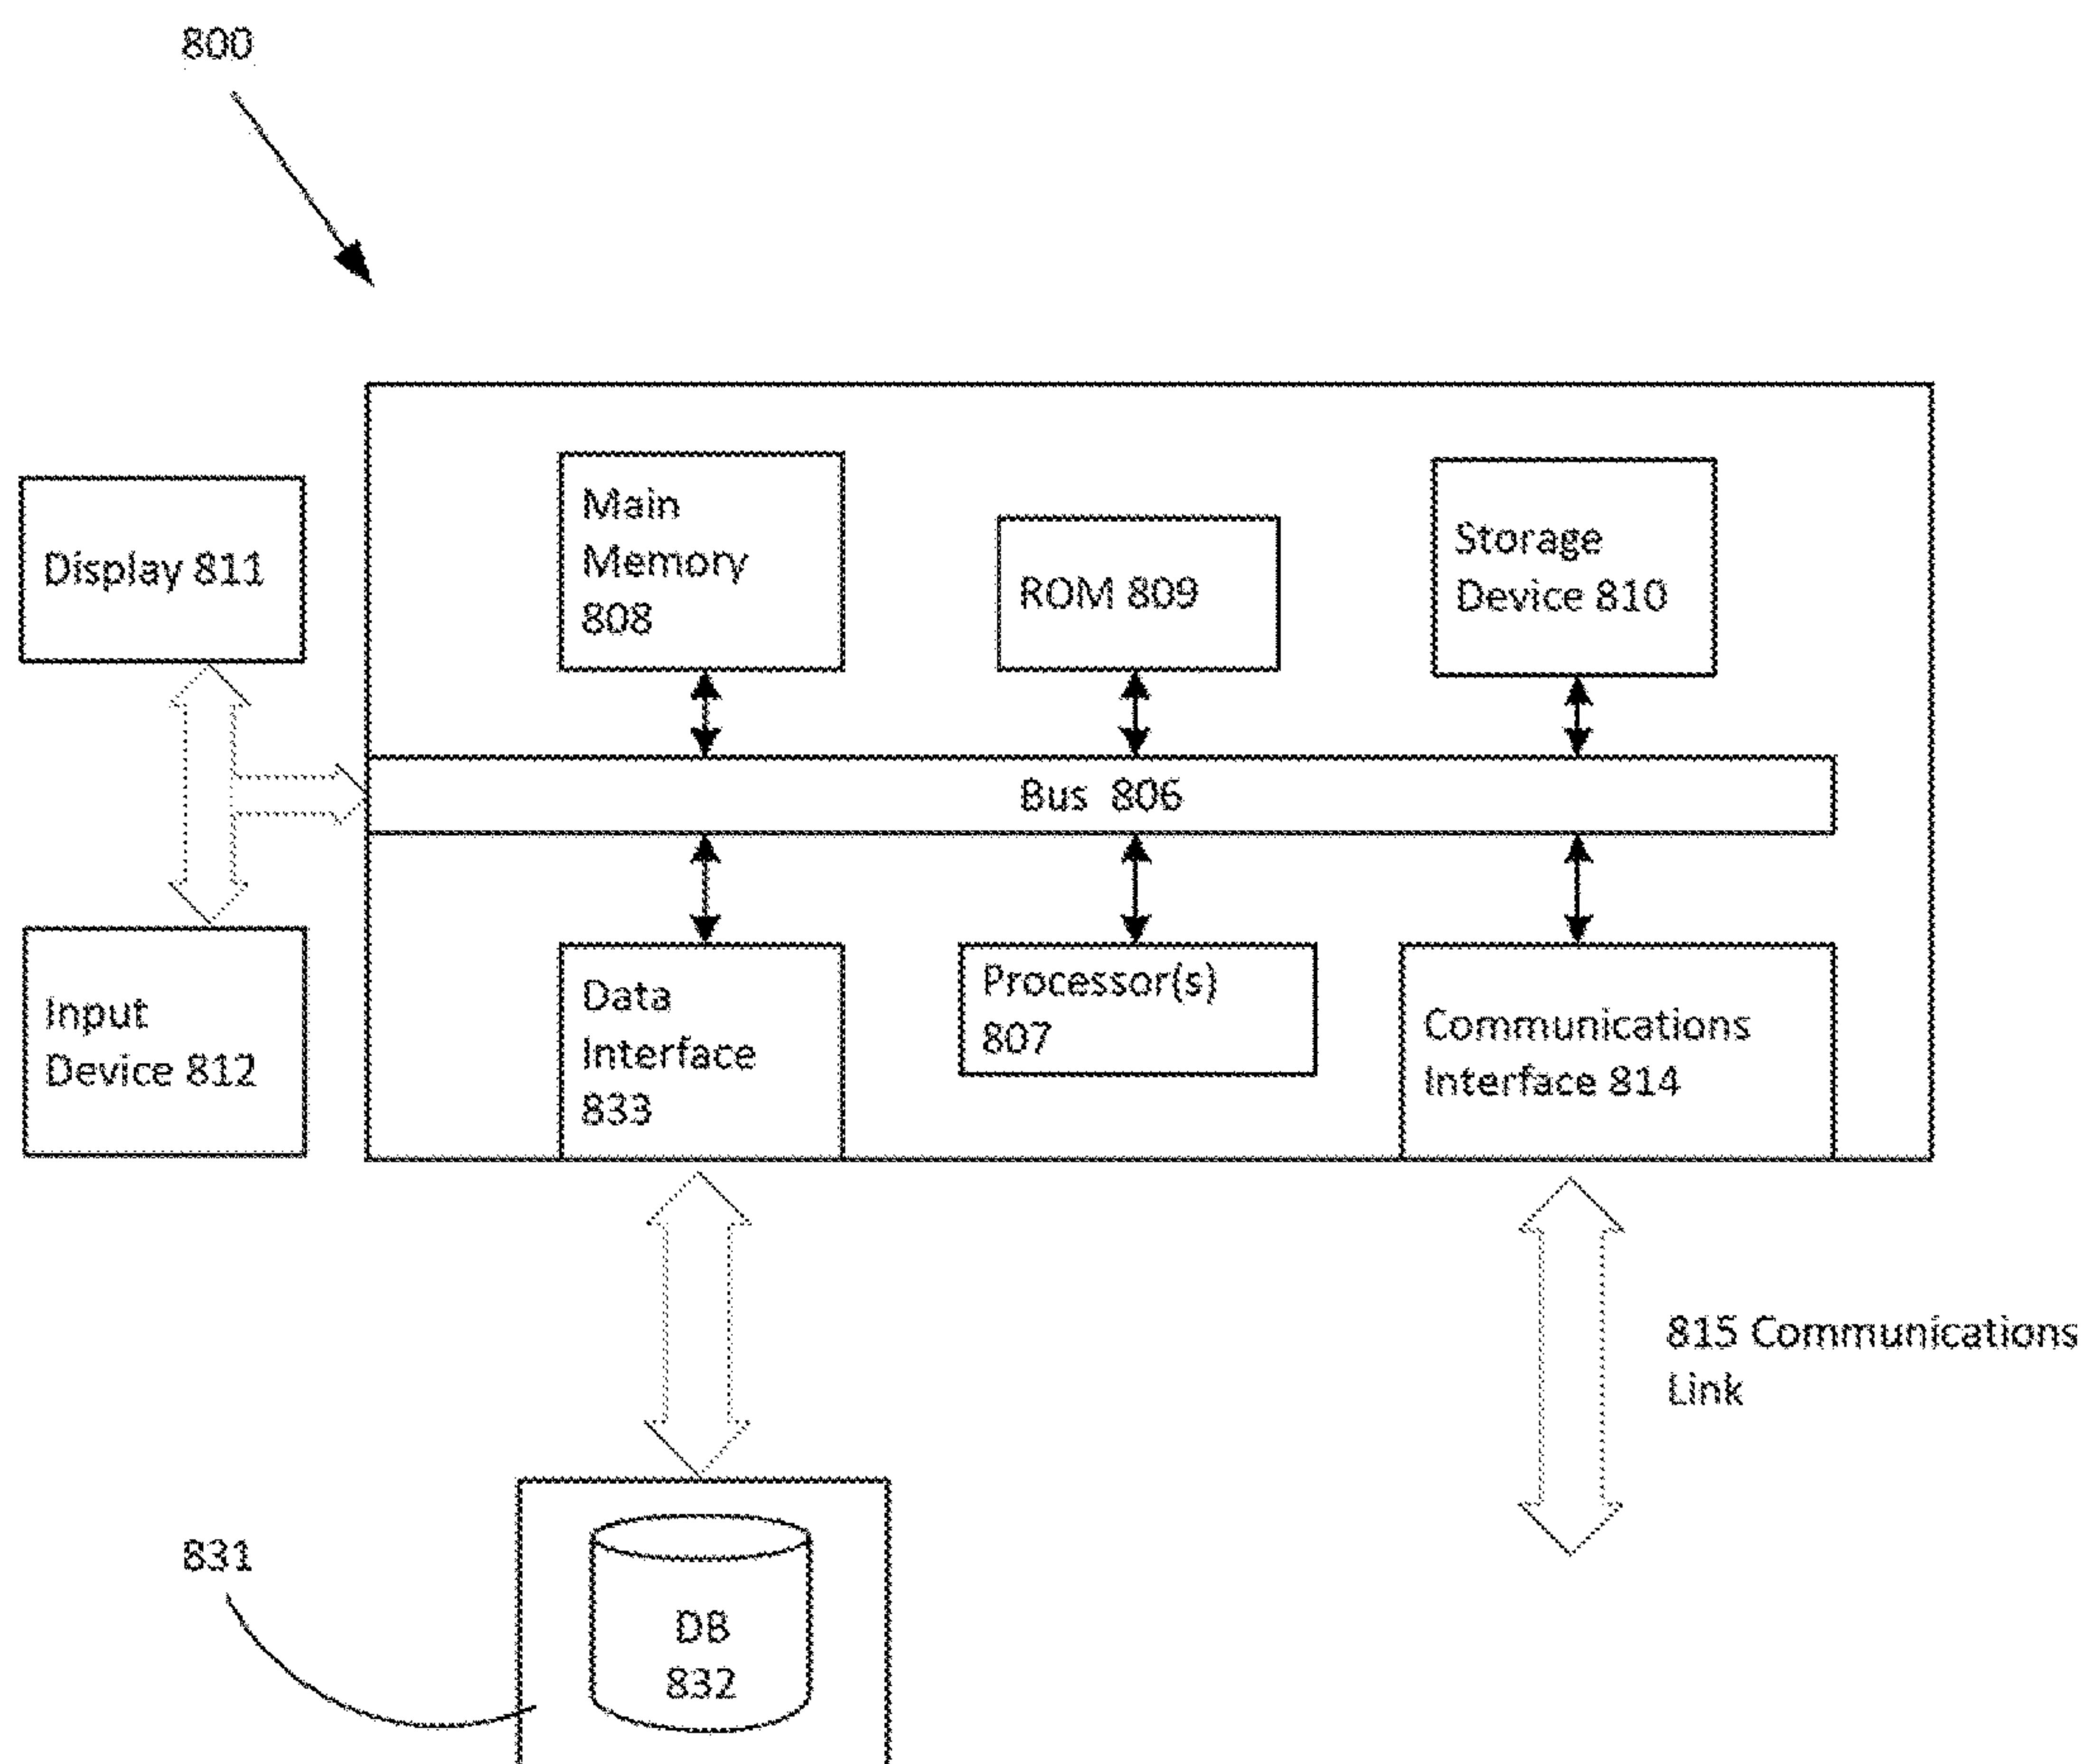 800
Display 811
Main
Memory
808
ROM 809
Storage
Device 810
Bus 806
Input
Device 812
Data
Interface
833
Processor(s)
807
Communications
Interface 814
815 Communications
Link
831
DB
832